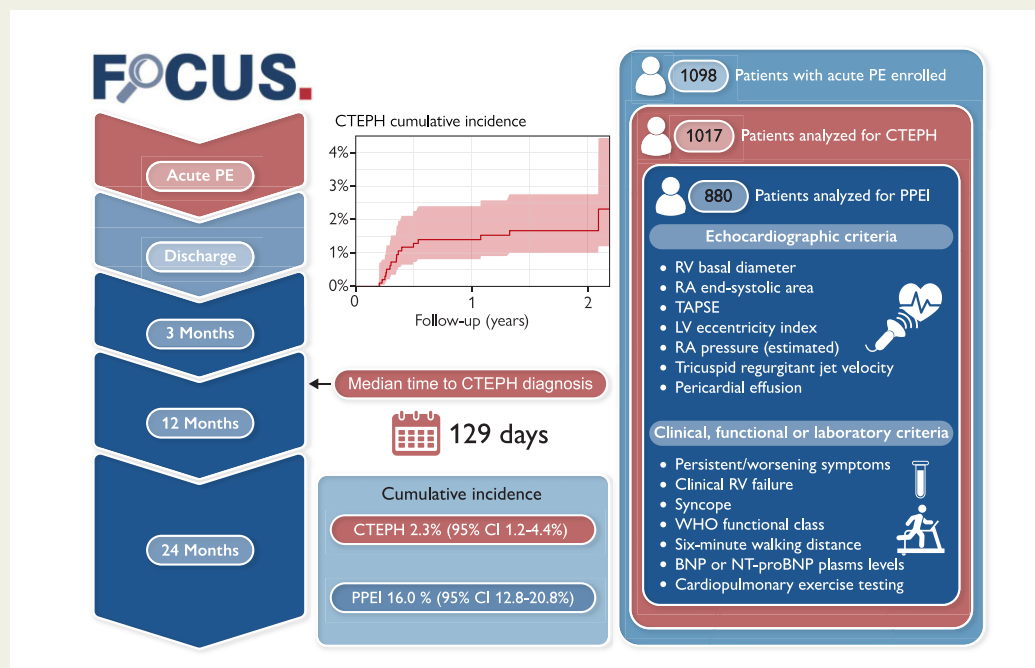 FOCUS.
Acute PE
Discharge
3 Months
12 Months
24 Months
CTEPH cumulative incidence
4%
3%
2%
1%
0%
0
1
2
Follow-up (years)
Median time to CTEPH diagnosis
129 days
Cumulative incidence
CTEPH 2.3% (95% CI 1.2-4.4%)
PPEI 16.0 % (95% CI 12.8-20.8%)
1098 Patients with acute PE enrolled
1017 Patients analyzed for CTEPH
880 Patients analyzed for PPEI
Echocardiographic criteria
• RV basal diameter
• RA end-systolic area
• TAPSE
• LV eccentricity index
• RA pressure (estimated)
• Tricuspid regurgitant jet velocity
• Pericardial effusion
Clinical, functional or laboratory criteria
• Persistent/worsening symptoms
• Clinical RV failure
• Syncope
• WHO functional class
• Six-minute walking distance
• BNP or NT-proBNP plasms levels
• Cardiopulmonary exercise testing